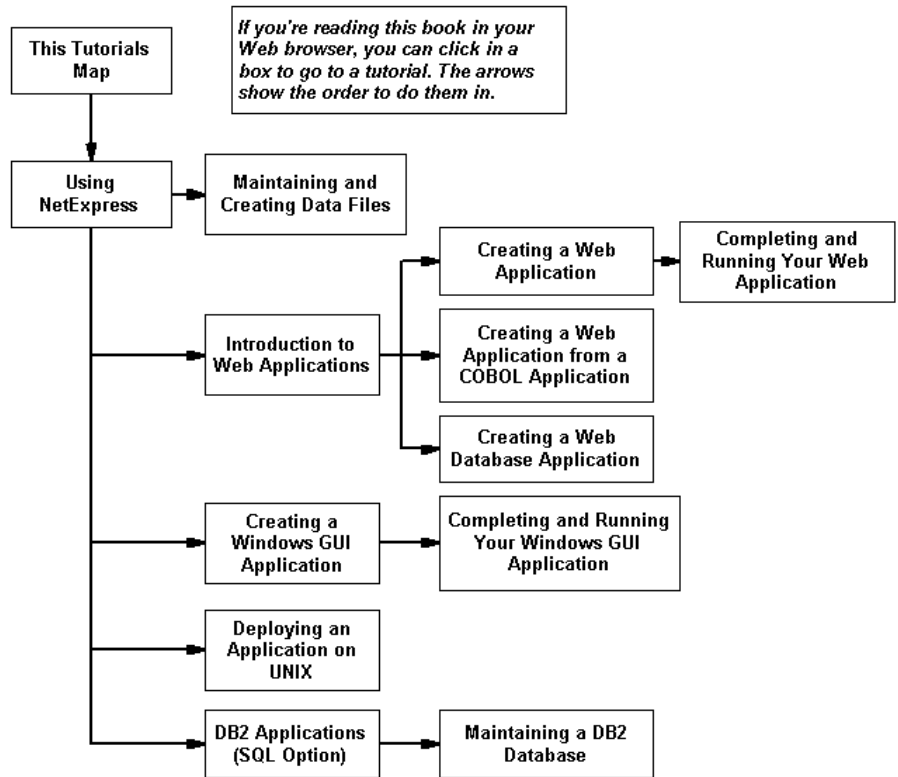 This Tutorials
Map
If you're reading this book in your
Web browser, you can click in a
box to go to a tutorial. The arrows
show the order to do them in.
Using
NetExpress
Maintaining and
Creating Data Files
Creating a Web
Application
Completing and
Running Your Web
Application
Introduction to
Web Applications
Creating a Web
Application from a
COBOL Application
Creating a Web
Database Application
Creating a
Windows GUI
Application
Completing and Running
Your Windows GUI
Application
Deploying an
Application on
UNIX
DB2 Applications
(SQL Option)
Maintaining a DB2
Database